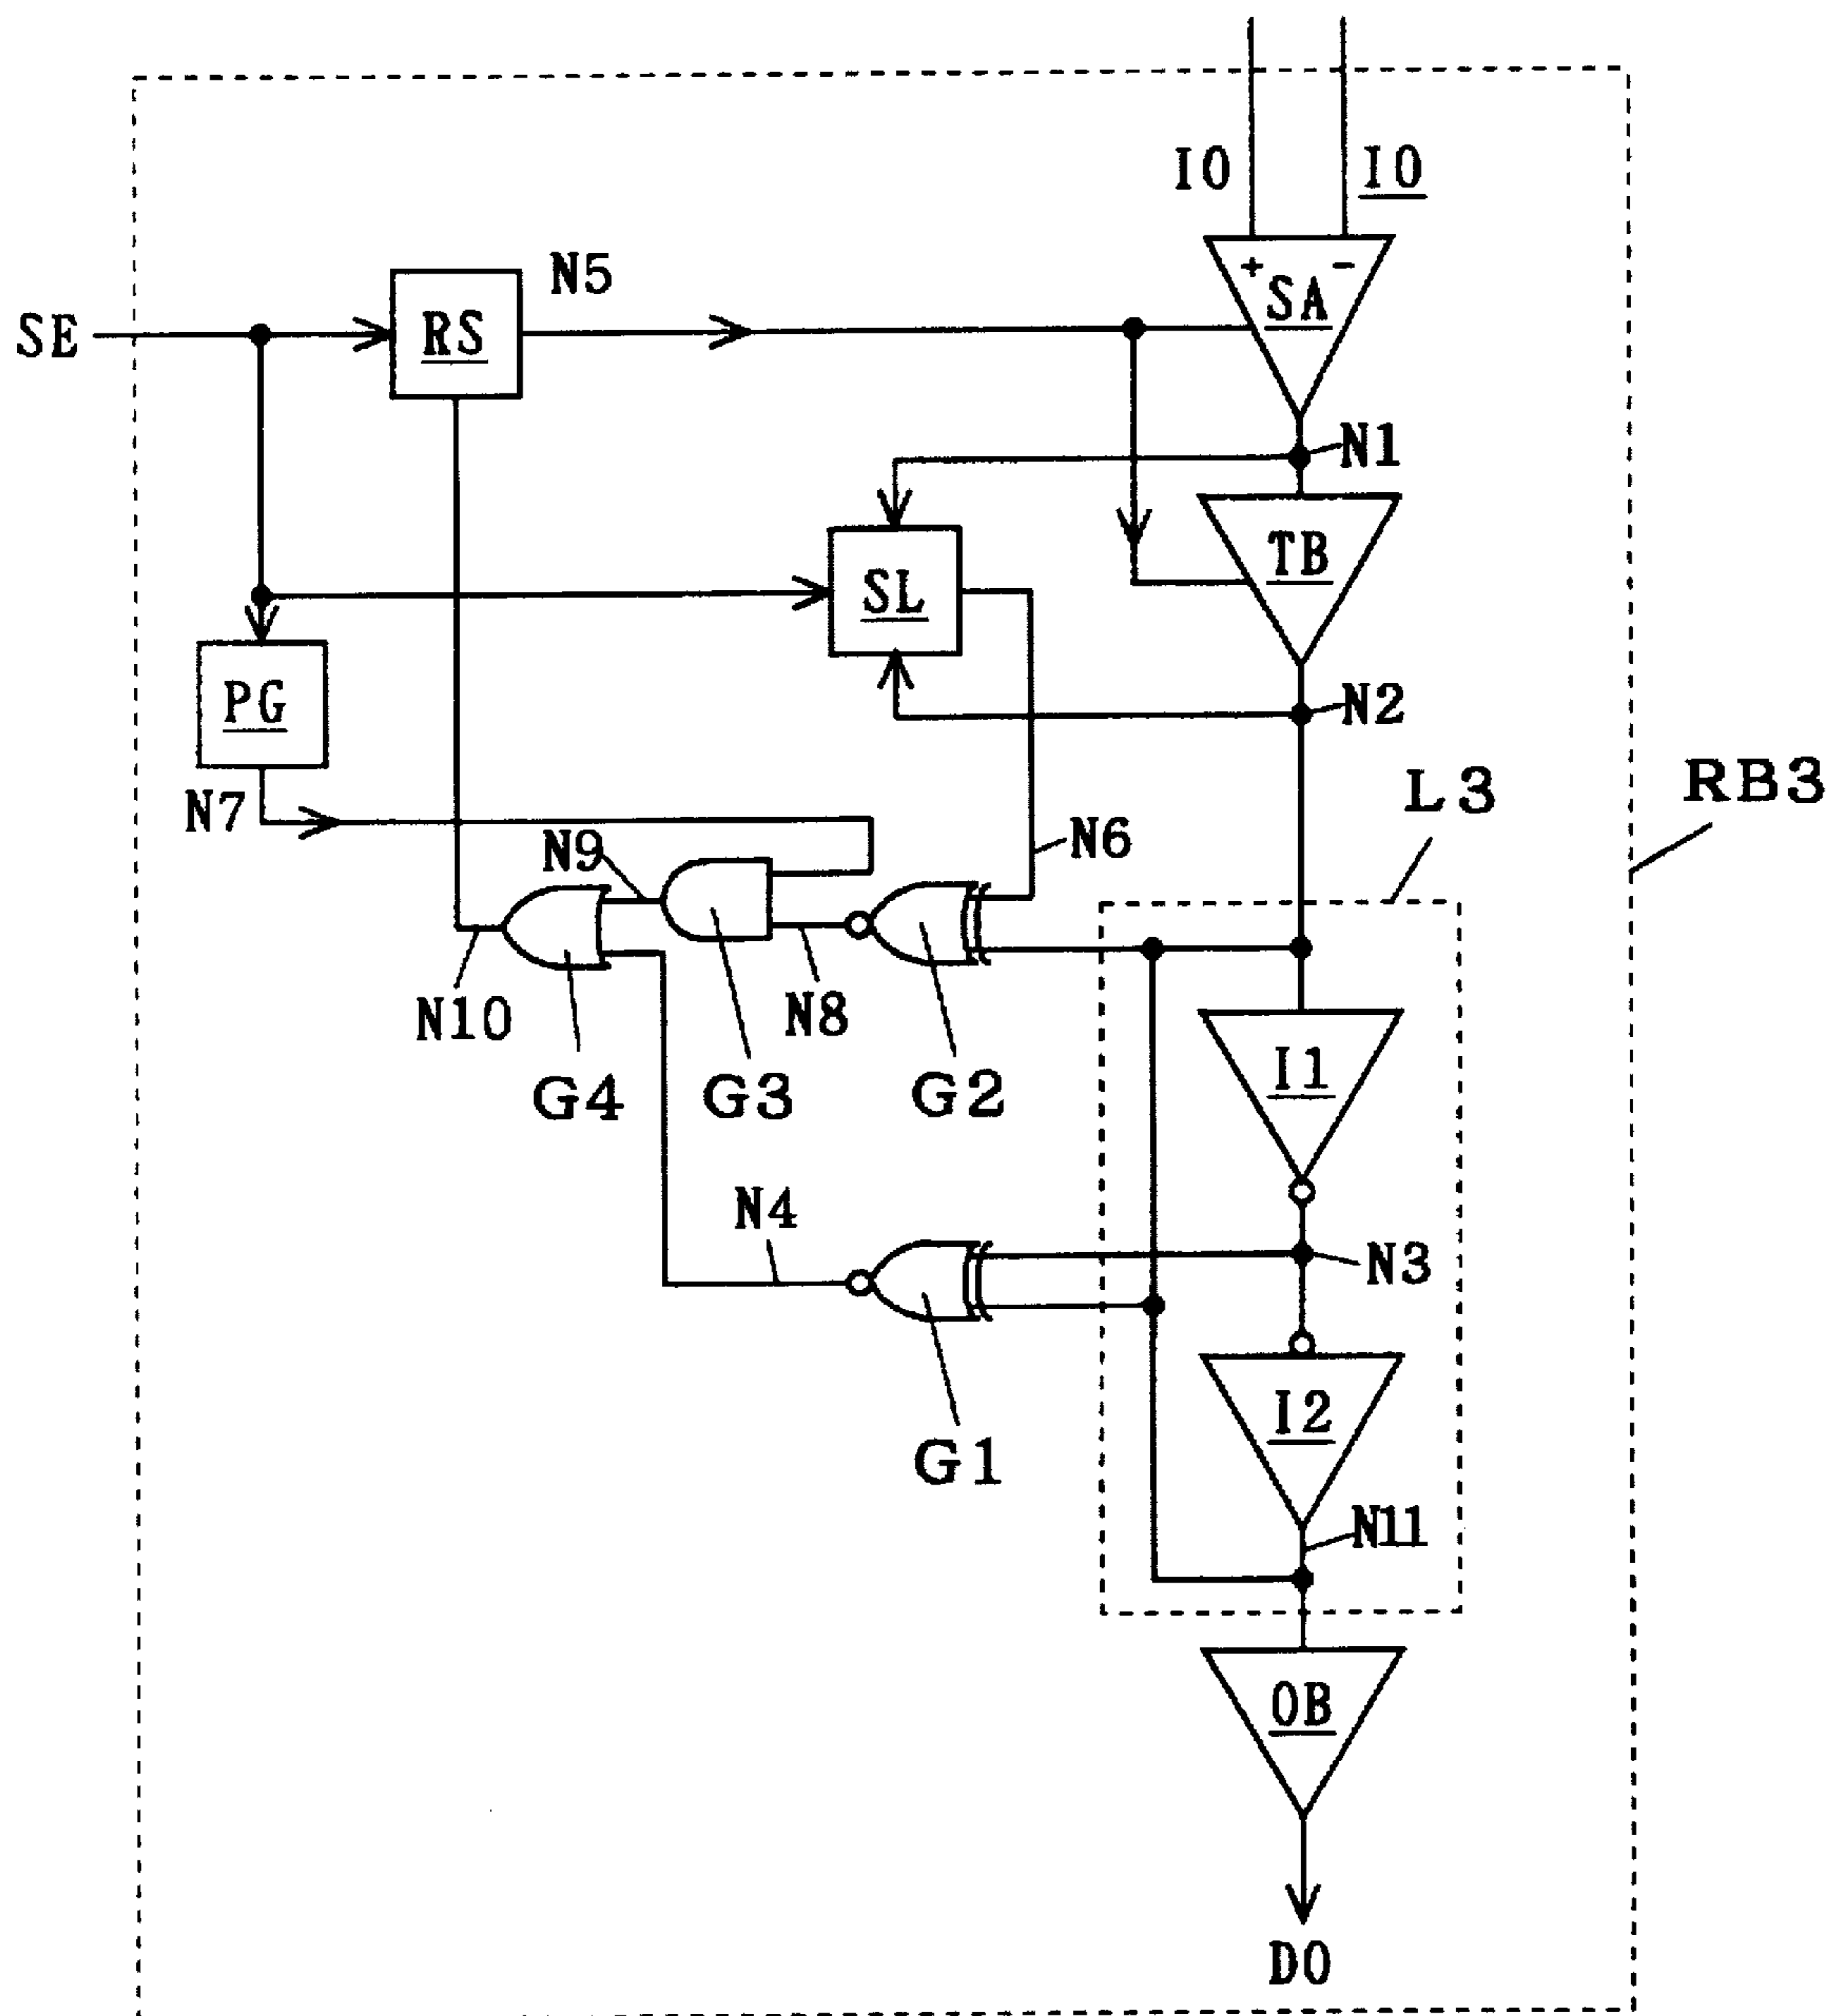 IO IO
+ -
SA
N5
SE
RS
N1
TB
SL
PG
N2
N7
L3
RB3
N6
N9
N10
N8
G4
G3
G2
I1
N4
N3
I2
G1
N11
OB
DO